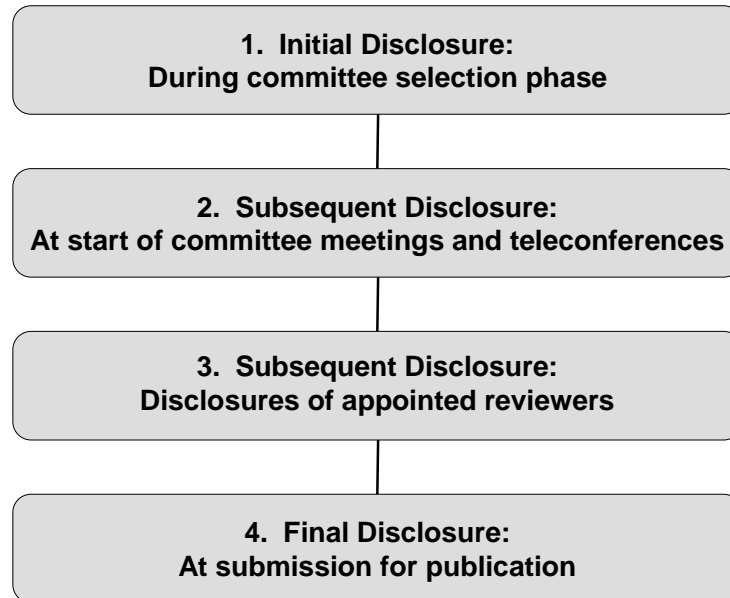 1. Initial Disclosure:
During committee selection phase
2. Subsequent Disclosure:
At start of committee meetings and teleconferences
3. Subsequent Disclosure:
Disclosures of appointed reviewers
4. Final Disclosure:
At submission for publication